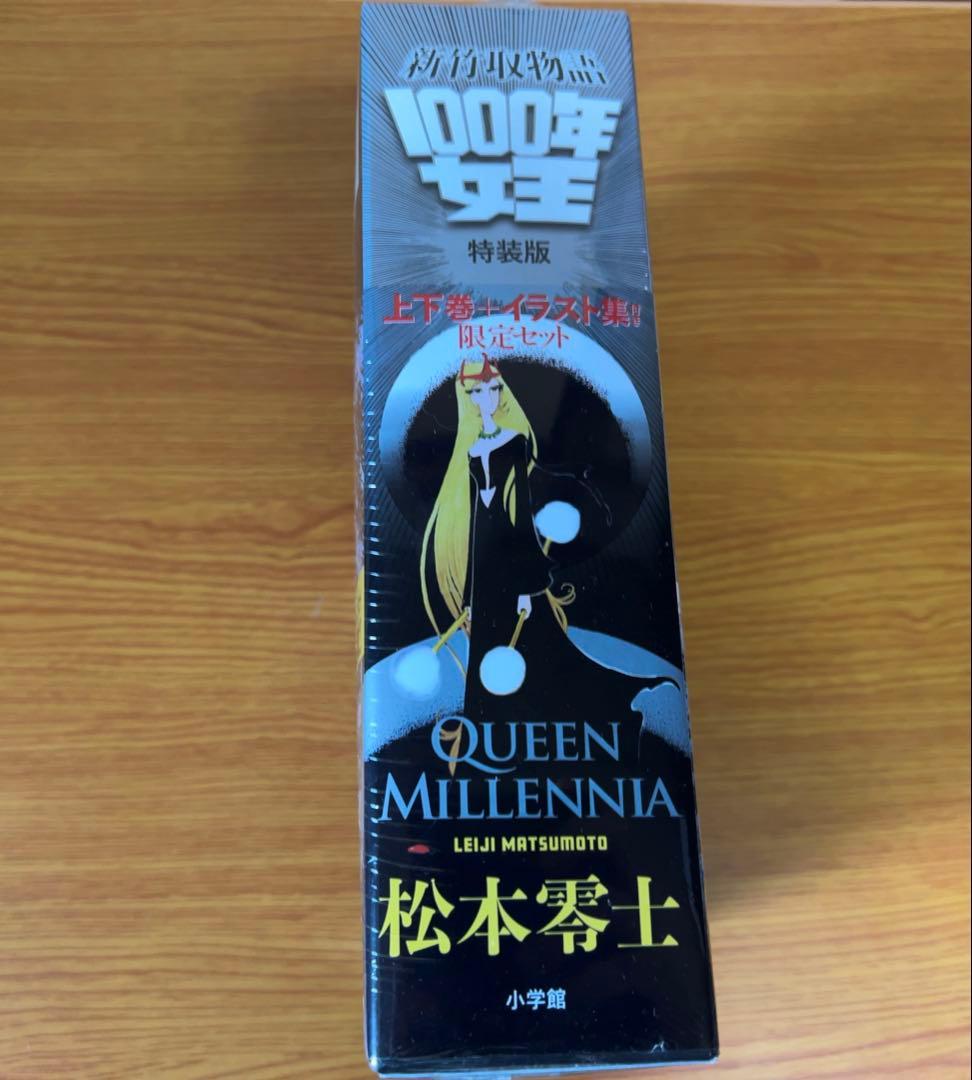 新竹取物語
1000年
女王
特装版
上下巻＋イラスト集付き
限定セット
QUEEN
MILLENNIA
LEIJI MATSUMOTO
松本零士
小学館